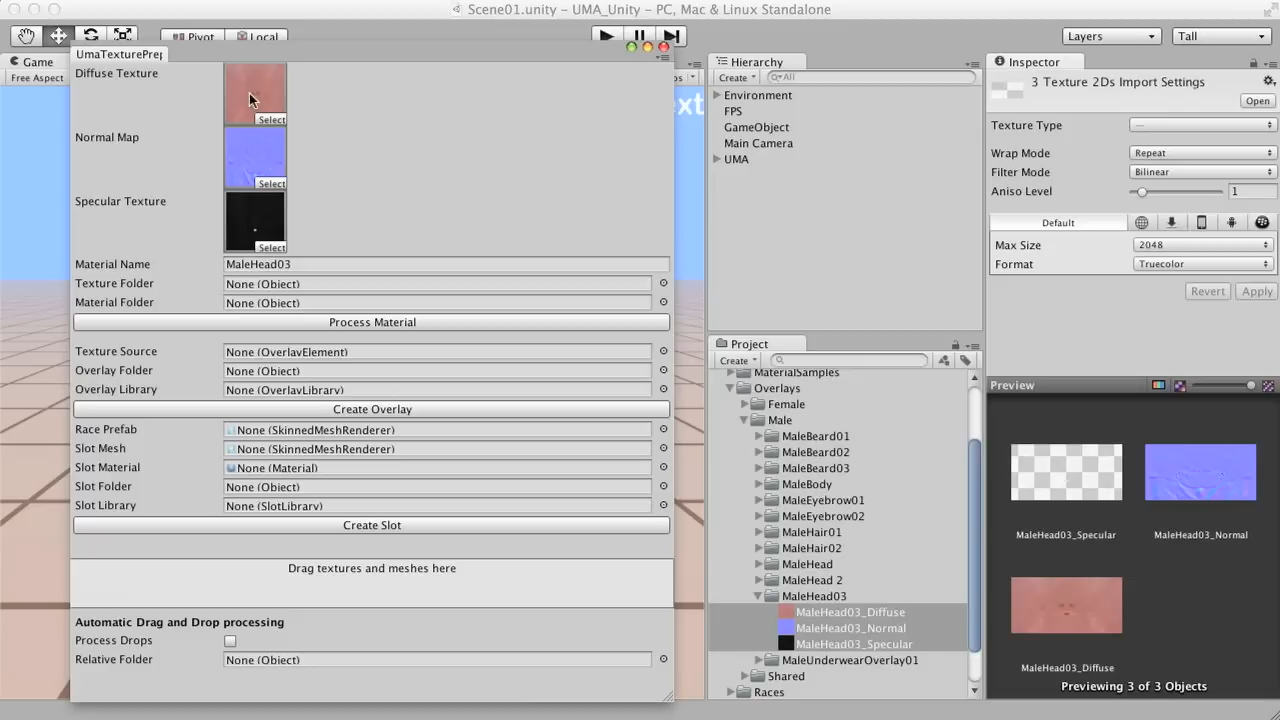 Scene01.unity - UMA_Unity - PC, Mac & Linux Standalone
Pivot
Local
Layers
Tall
UmaTexturePrep
Game
Free Aspect
Diffuse Texture
Select
Normal Map
Select
Specular Texture
Select
Material Name
MaleHead03
Texture Folder
None (Object)
Material Folder
None (Object)
Process Material
Texture Source
None (OverlayElement)
Overlay Folder
None (Object)
Overlay Library
None (OverlayLibrary)
Create Overlay
Race Prefab
None (SkinnedMeshRenderer)
Slot Mesh
None (SkinnedMeshRenderer)
Slot Material
None (Material)
Slot Folder
None (Object)
Slot Library
None (SlotLibrary)
Create Slot
Drag textures and meshes here
Automatic Drag and Drop processing
Process Drops
Relative Folder
None (Object)
ext
Hierarchy
Create
All
Environment
FPS
GameObject
Main Camera
UMA
Project
Create
MaterialSamples
Overlays
Female
Male
MaleBeard01
MaleBeard02
MaleBeard03
MaleBody
MaleEyebrow01
MaleEyebrow02
MaleHair01
MaleHair02
MaleHead
MaleHead 2
MaleHead03
MaleHead03_Diffuse
MaleHead03_Normal
MaleHead03_Specular
MaleUnderwearOverlay01
Shared
Races
Inspector
3 Texture 2Ds Import Settings
Open
Texture Type
—
Wrap Mode
Repeat
Filter Mode
Bilinear
Aniso Level
1
Default
Max Size
2048
Format
Truecolor
Revert
Apply
Preview
MaleHead03_Specular
MaleHead03_Normal
MaleHead03_Diffuse
Previewing 3 of 3 Objects